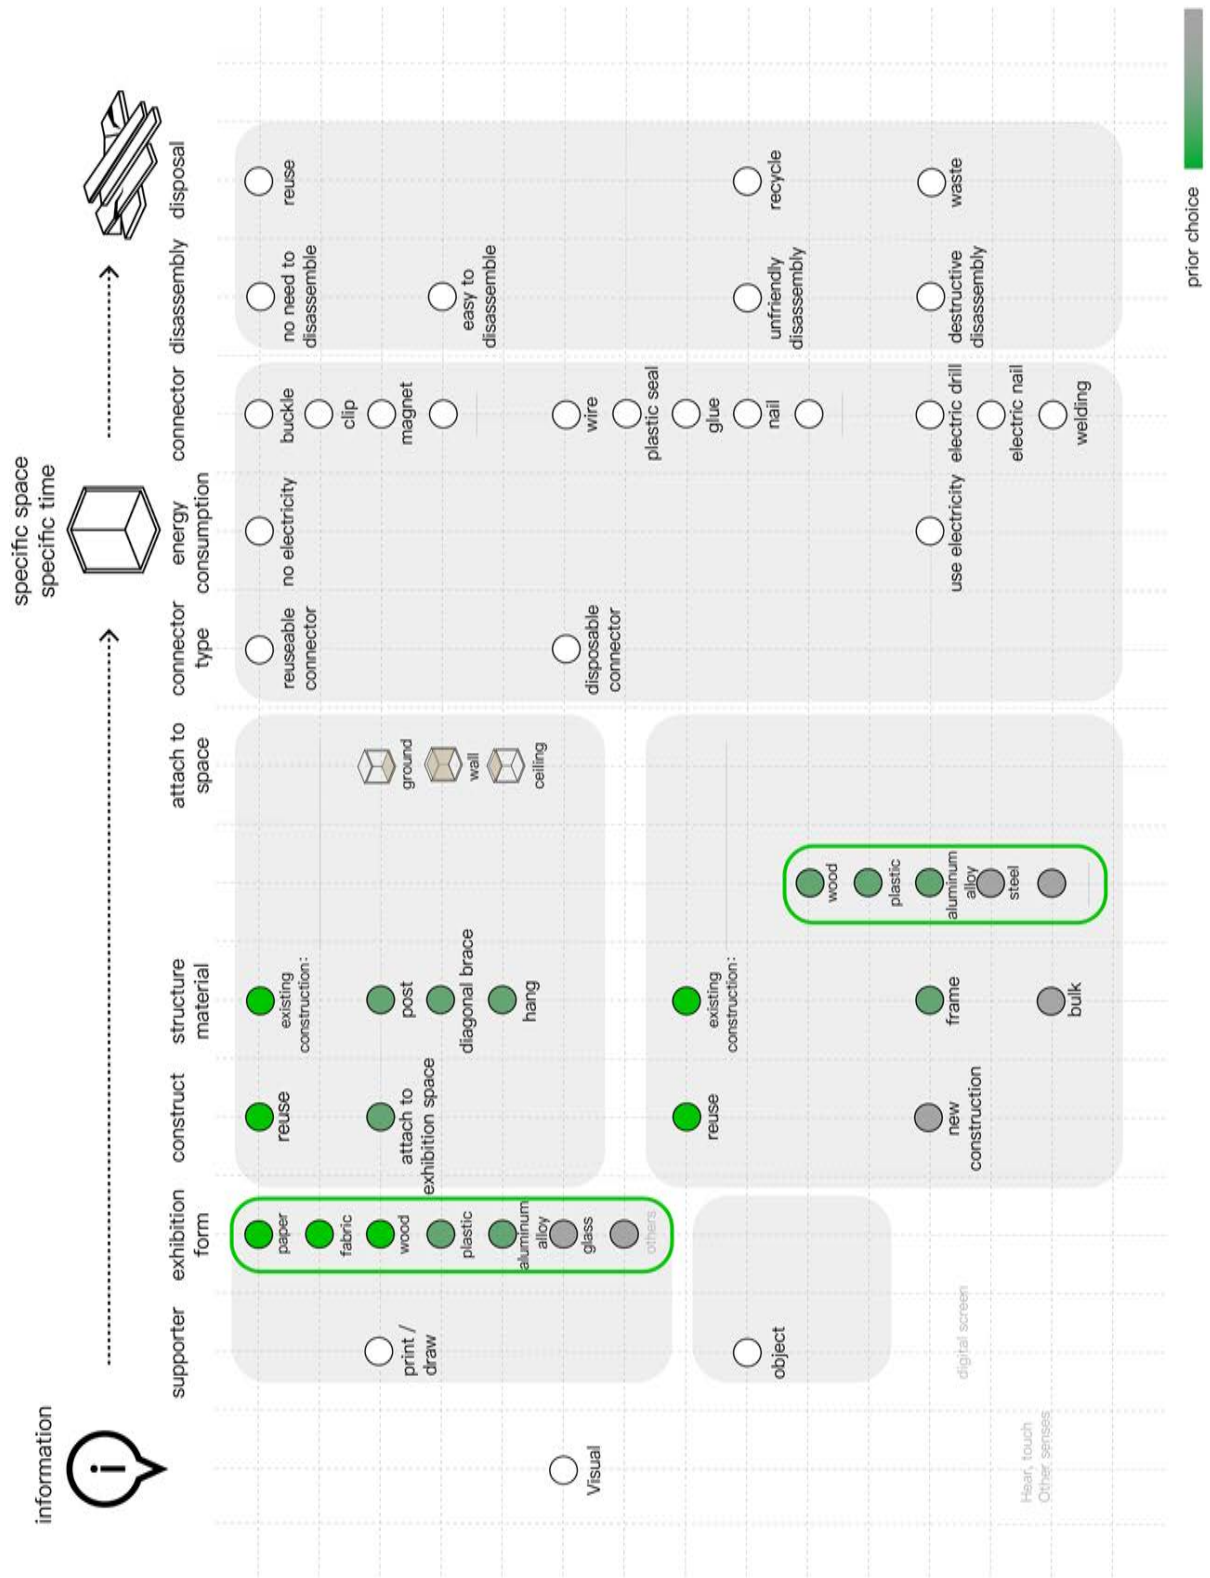 information
specific space
specific time
supporter
exhibition
form
construct
structure
material
attach to
space
connector
type
energy
consumption
connector
disassembly
disposal
Visual
Hear, touch
Other senses
print /
draw
object
digital screen
paper
fabric
wood
plastic
aluminum
alloy
glass
others
reuse
attach to
exhibition space
reuse
new
construction
existing
construction:
post
diagonal brace
hang
existing
construction:
frame
bulk
wood
plastic
aluminum
alloy
steel
ground
wall
ceiling
reuseable
connector
disposable
connector
no electricity
use electricity
buckle
clip
magnet
wire
plastic seal
glue
nail
electric drill
electric nail
welding
no need to
disassemble
easy to
disassemble
unfriendly
disassembly
destructive
disassembly
reuse
recycle
waste
prior choice